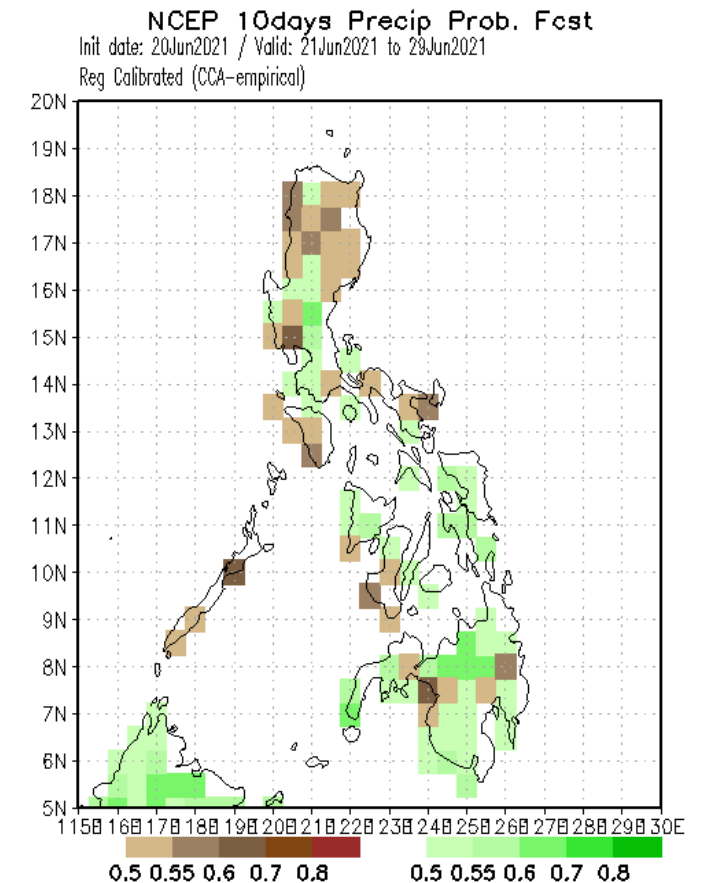 NCEP 10days Precip Prob. Fcst
Init date: 20Jun2021 / Valid: 21Jun2021 to 29Jun2021
Reg Calibrated (CCA-empirical)
20N
19N
18N
17N
16N
15N
14N
13N
12N
11N
10N
9N
8N
7N
6N
5N
115E 116E 117E 118E 119E 120E 121E 122E 123E 124E 125E 126E 127E 128E 129E 130E
0.5 0.55 0.6 0.7 0.8 0.5 0.55 0.6 0.7 0.8